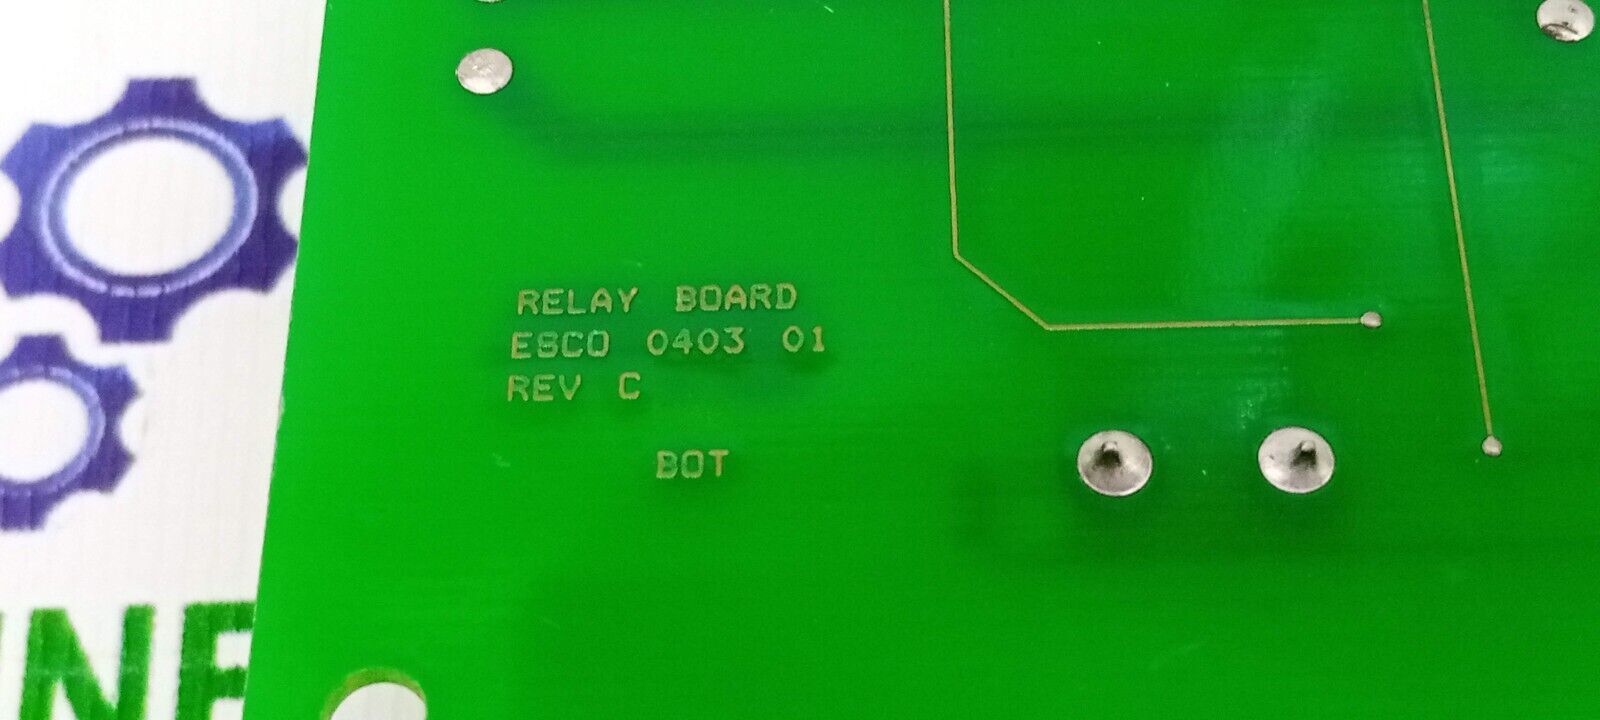 RELAY BOARD
ESCO 0403 01
REV C
BOT